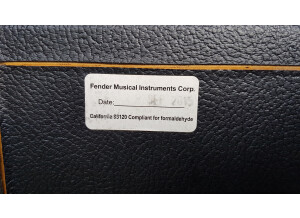 Fender Musical Instruments Corp.
Date:
California 93120 Compliant for formaldehyde